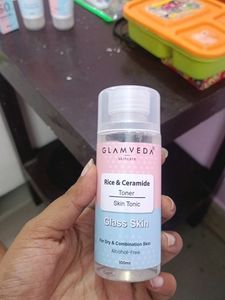 GLAMVEDA
SKINCARE
Rice & Ceramide
Toner
Skin Tonic
Glass Skin
For Dry & Combination Skin
Alcohol-Free
100ml